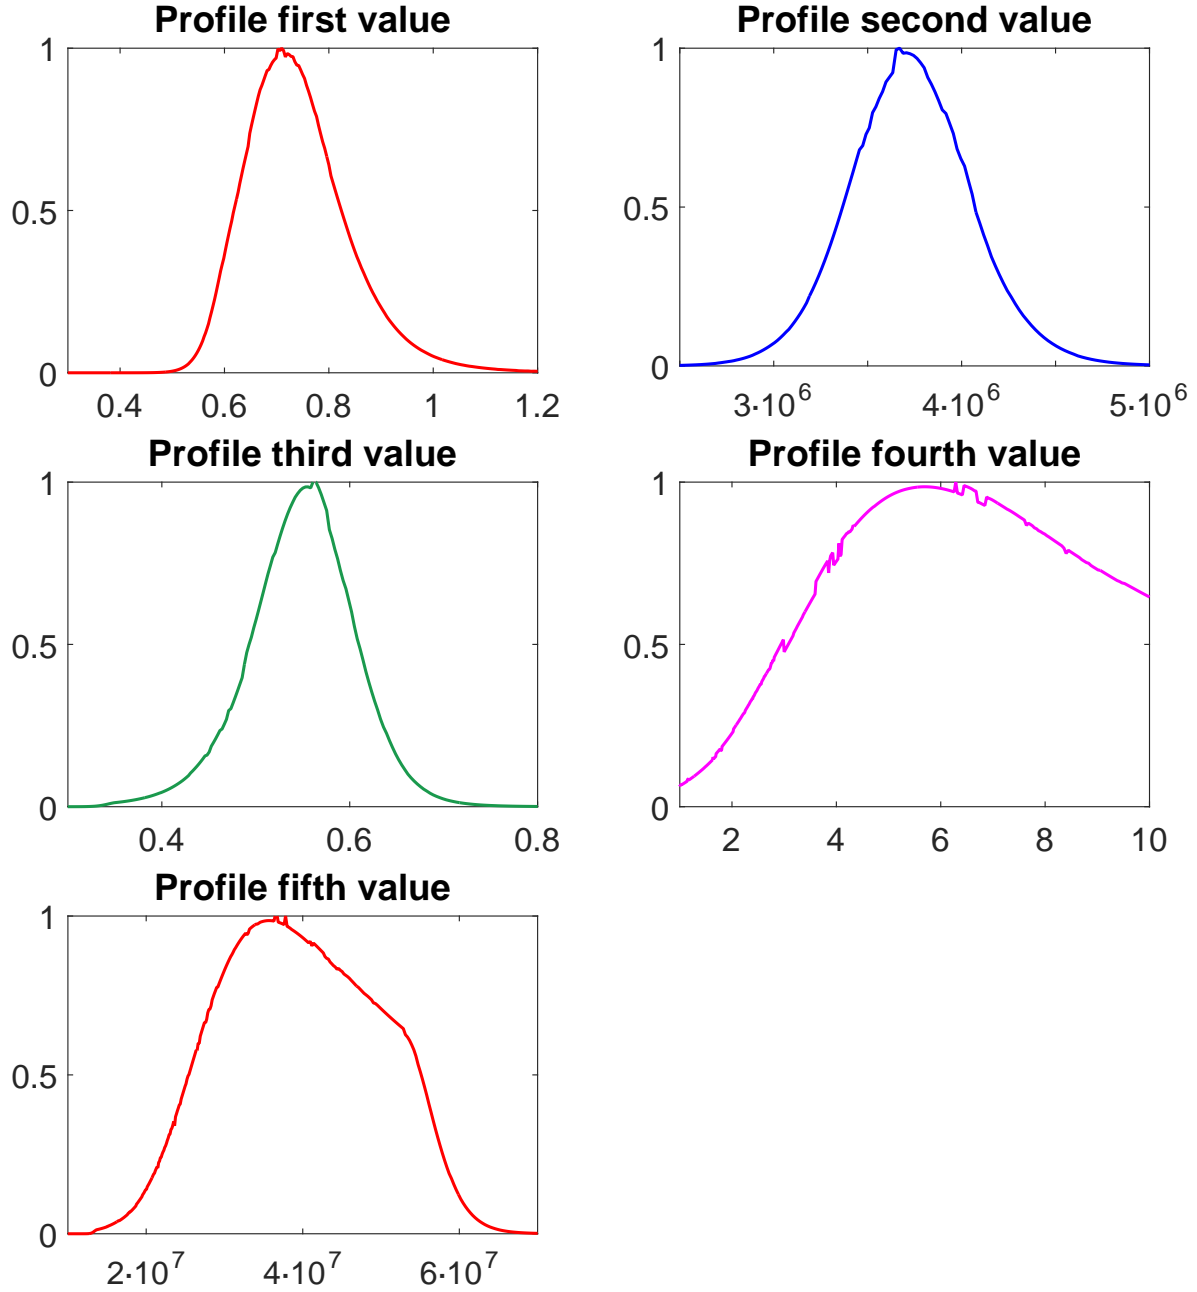 Profile first value
1
0.5
0
0.4 0.6 0.8 1 1.2
Profile second value
1
0.5
0
3·10^6 4·10^6 5·10^6
Profile third value
1
0.5
0
0.4 0.6 0.8
Profile fourth value
1
0.5
0
2 4 6 8 10
Profile fifth value
1
0.5
0
2·10^7 4·10^7 6·10^7